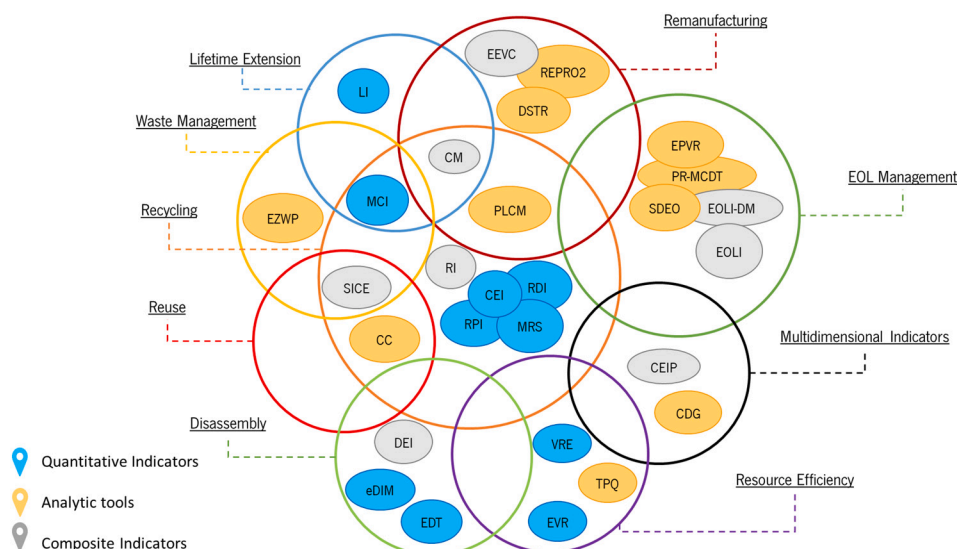 Remanufacturing
EEVC
REPRO2
Lifetime Extension
LI
DSTR
Waste Management
EPVR
CM
PR-MCDT
EOL Management
MCI
Recycling
EZWP
PLCM
SDEO
EOLI-DM
EOLI
RI
SICE
CEI
RDI
Reuse
RPI
MRS
CC
Multidimensional Indicators
CEIP
CDG
Disassembly
DEI
VRE
Quantitative Indicators
eDIM
TPQ
Resource Efficiency
Analytic tools
EDT
EVR
Composite Indicators